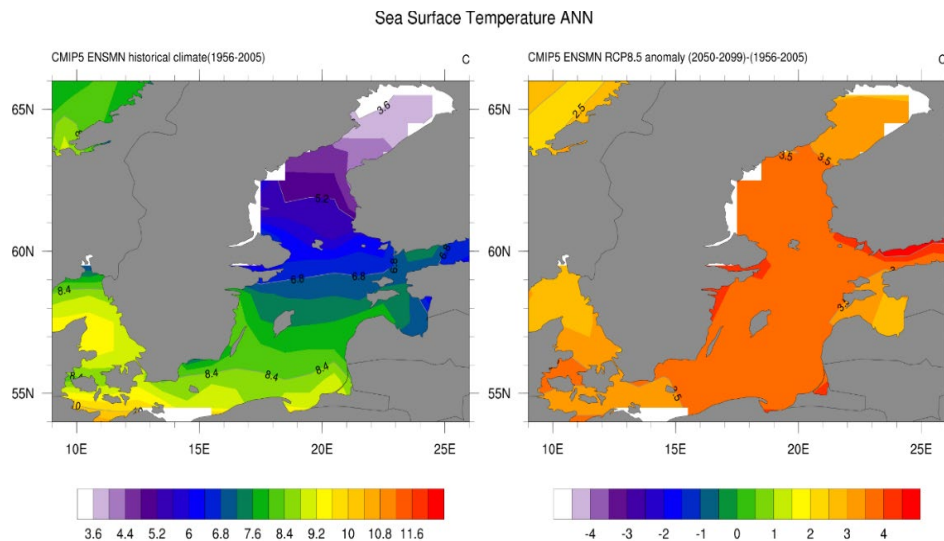 Sea Surface Temperature ANN
CMIP5 ENSMN historical climate(1956-2005) C
CMIP5 ENSMN RCP8.5 anomaly (2050-2099)-(1956-2005) C
65N
60N
55N
10E 15E 20E 25E
3.6
5.2
6.8
6.8
6.8
8.4
8.4
8.4
8.4
10
65N
60N
55N
10E 15E 20E 25E
2.5
3.5
3.5
3.6 4.4 5.2 6 6.8 7.6 8.4 9.2 10 10.8 11.6
-4 -3 -2 -1 0 1 2 3 4